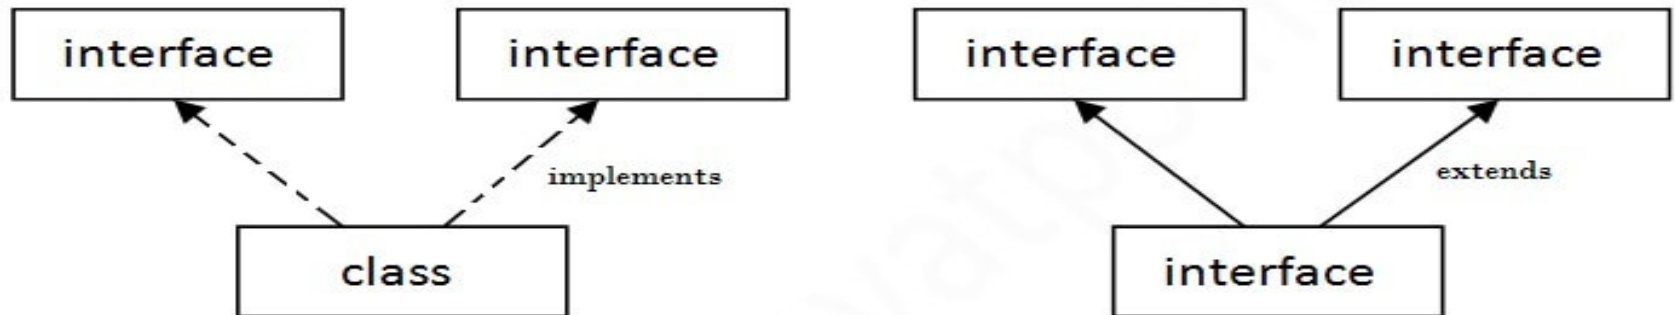 interface interface interface interface
implements extends
class interface